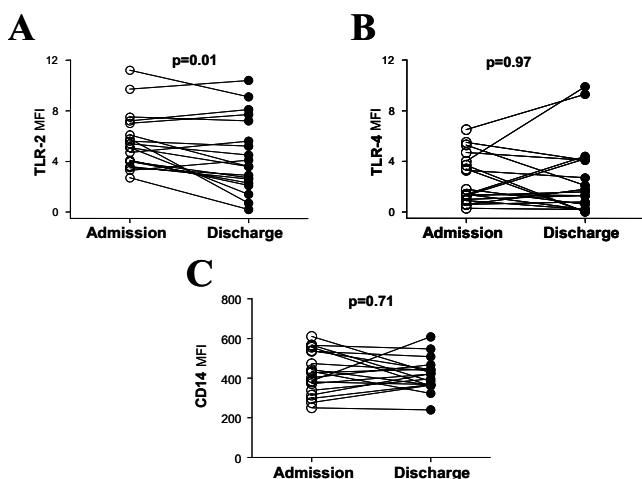 A
p=0.01
TLR-2 MFI
12
8
4
0
Admission Discharge
B
p=0.97
TLR-4 MFI
12
8
4
0
Admission Discharge
C
p=0.71
CD14 MFI
800
600
400
200
0
Admission Discharge